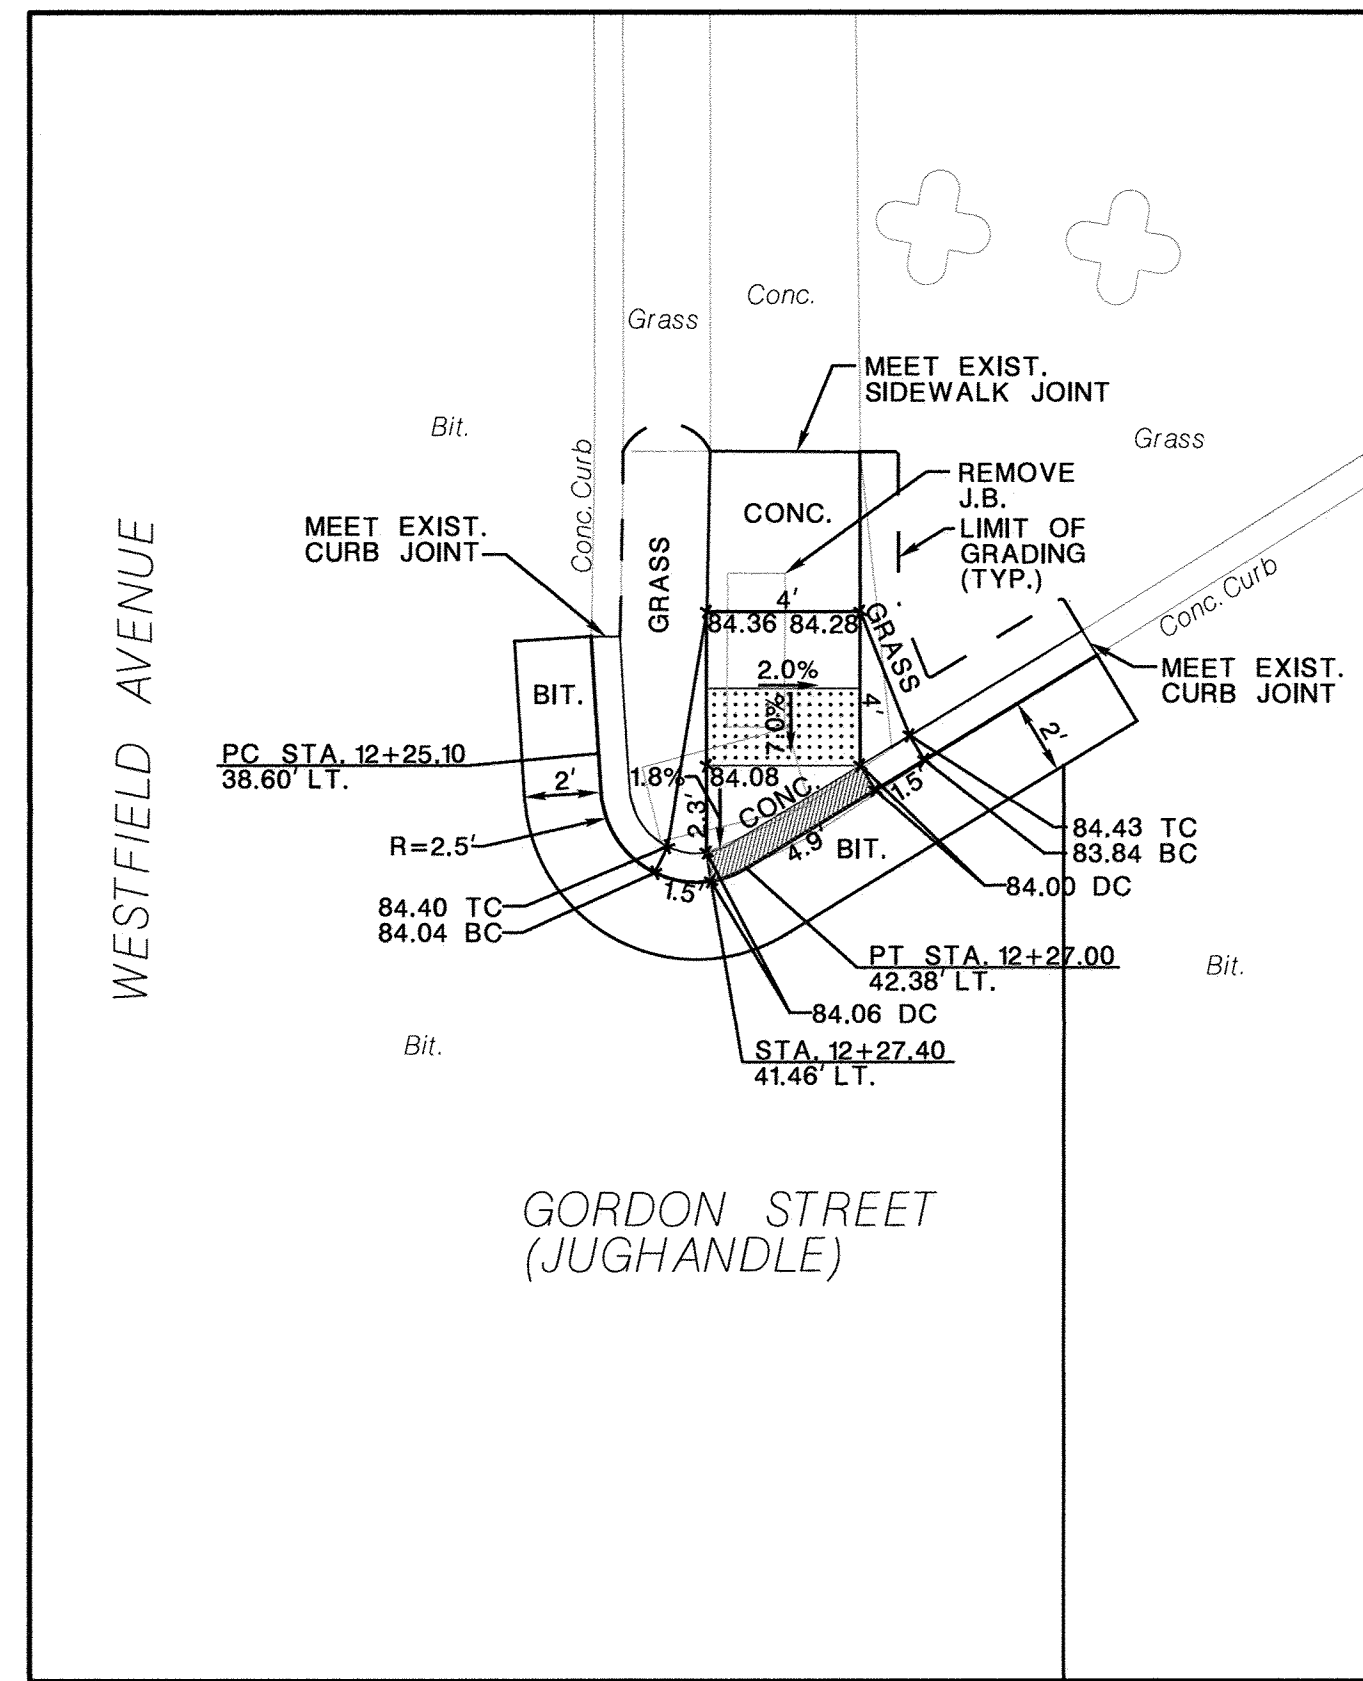 Conc.
Grass
MEET EXIST.
SIDEWALK JOINT
Bit.
Grass
Conc. Curb
REMOVE
J.B.
CONC.
MEET EXIST.
CURB JOINT
LIMIT OF
GRADING
(TYP.)
WESTFIELD AVENUE
GRASS
4'
84.36 84.28
GRASS
Conc. Curb
MEET EXIST.
CURB JOINT
2.0%
BIT.
4'
7.0%
2'
PC STA. 12+25.10
38.60' LT.
2'
1.8%
84.08
1.5'
2.3'
CONC.
84.43 TC
83.84 BC
R=2.5'
4.9'
BIT.
84.00 DC
1.5'
84.40 TC
84.04 BC
PT STA. 12+27.00
42.38' LT.
Bit.
84.06 DC
Bit.
STA. 12+27.40
41.46' LT.
GORDON STREET
(JUGHANDLE)